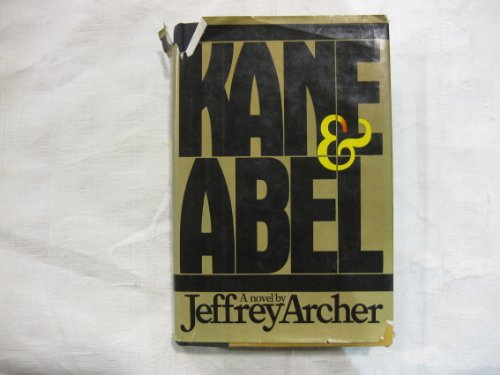 KANE
&
ABEL
A novel by
Jeffrey Archer